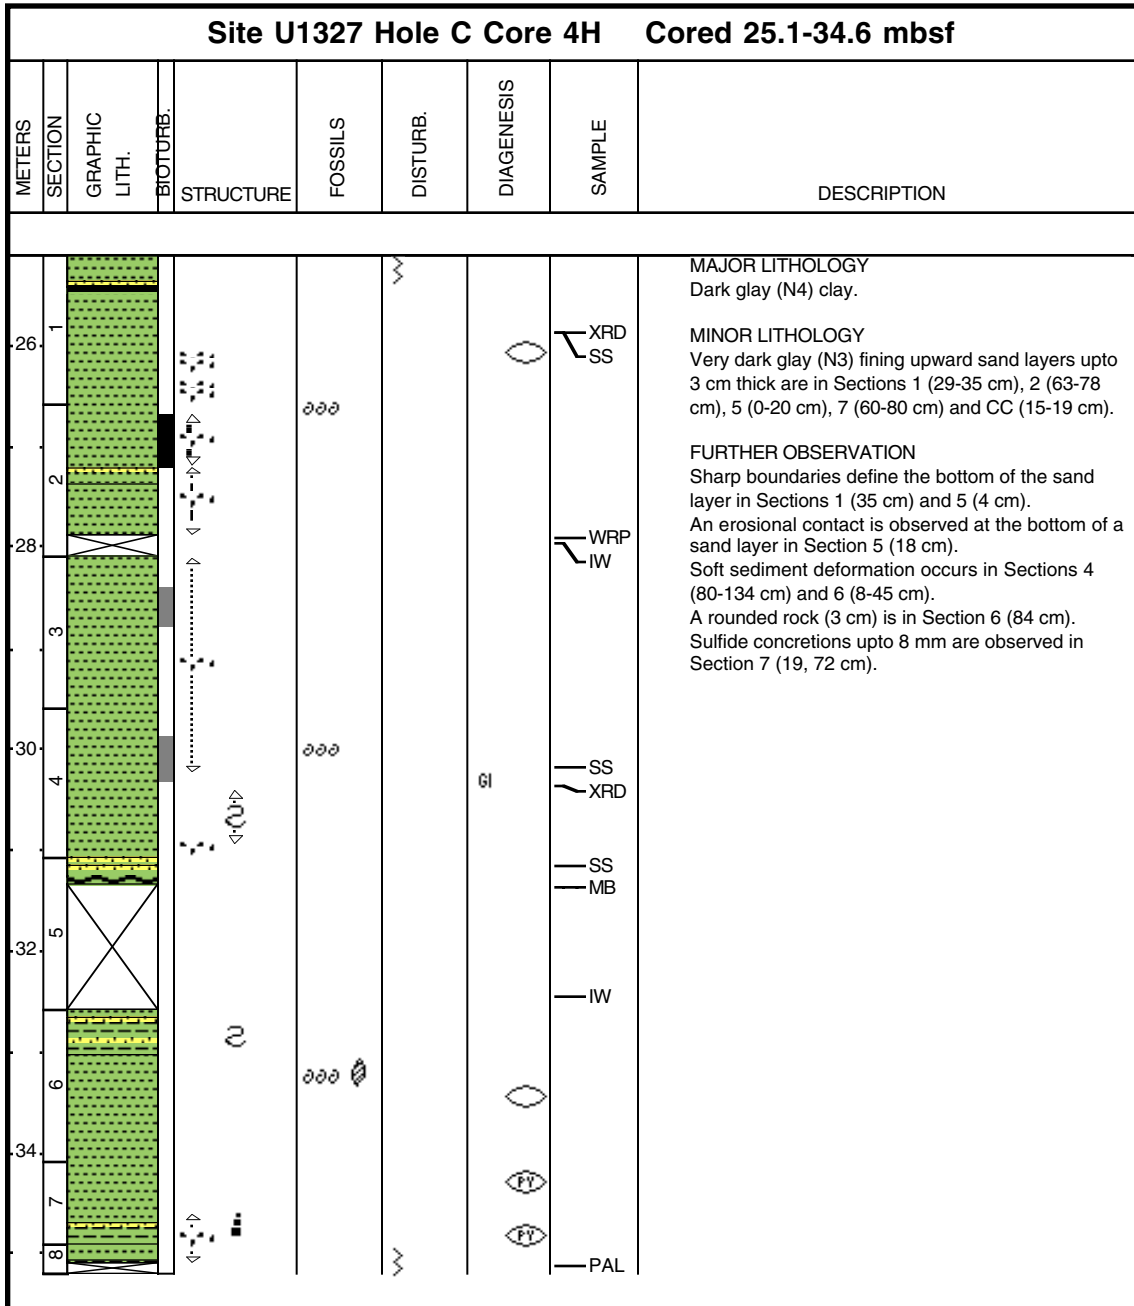 Site U1327 Hole C Core 4H Cored 25.1-34.6 mbsf
METERS
SECTION
GRAPHIC
LITH.
BIOTURB.
STRUCTURE
FOSSILS
DISTURB.
DIAGENESIS
SAMPLE
DESCRIPTION
MAJOR LITHOLOGY
Dark glay (N4) clay.
MINOR LITHOLOGY
Very dark glay (N3) fining upward sand layers upto
3 cm thick are in Sections 1 (29-35 cm), 2 (63-78
cm), 5 (0-20 cm), 7 (60-80 cm) and CC (15-19 cm).
FURTHER OBSERVATION
Sharp boundaries define the bottom of the sand
layer in Sections 1 (35 cm) and 5 (4 cm).
An erosional contact is observed at the bottom of a
sand layer in Section 5 (18 cm).
Soft sediment deformation occurs in Sections 4
(80-134 cm) and 6 (8-45 cm).
A rounded rock (3 cm) is in Section 6 (84 cm).
Sulfide concretions upto 8 mm are observed in
Section 7 (19, 72 cm).
1
26
XRD
SS
2
28
WRP
IW
3
30
4
GI
SS
XRD
SS
MB
5
32
IW
6
34
7
PY
PY
8
PAL